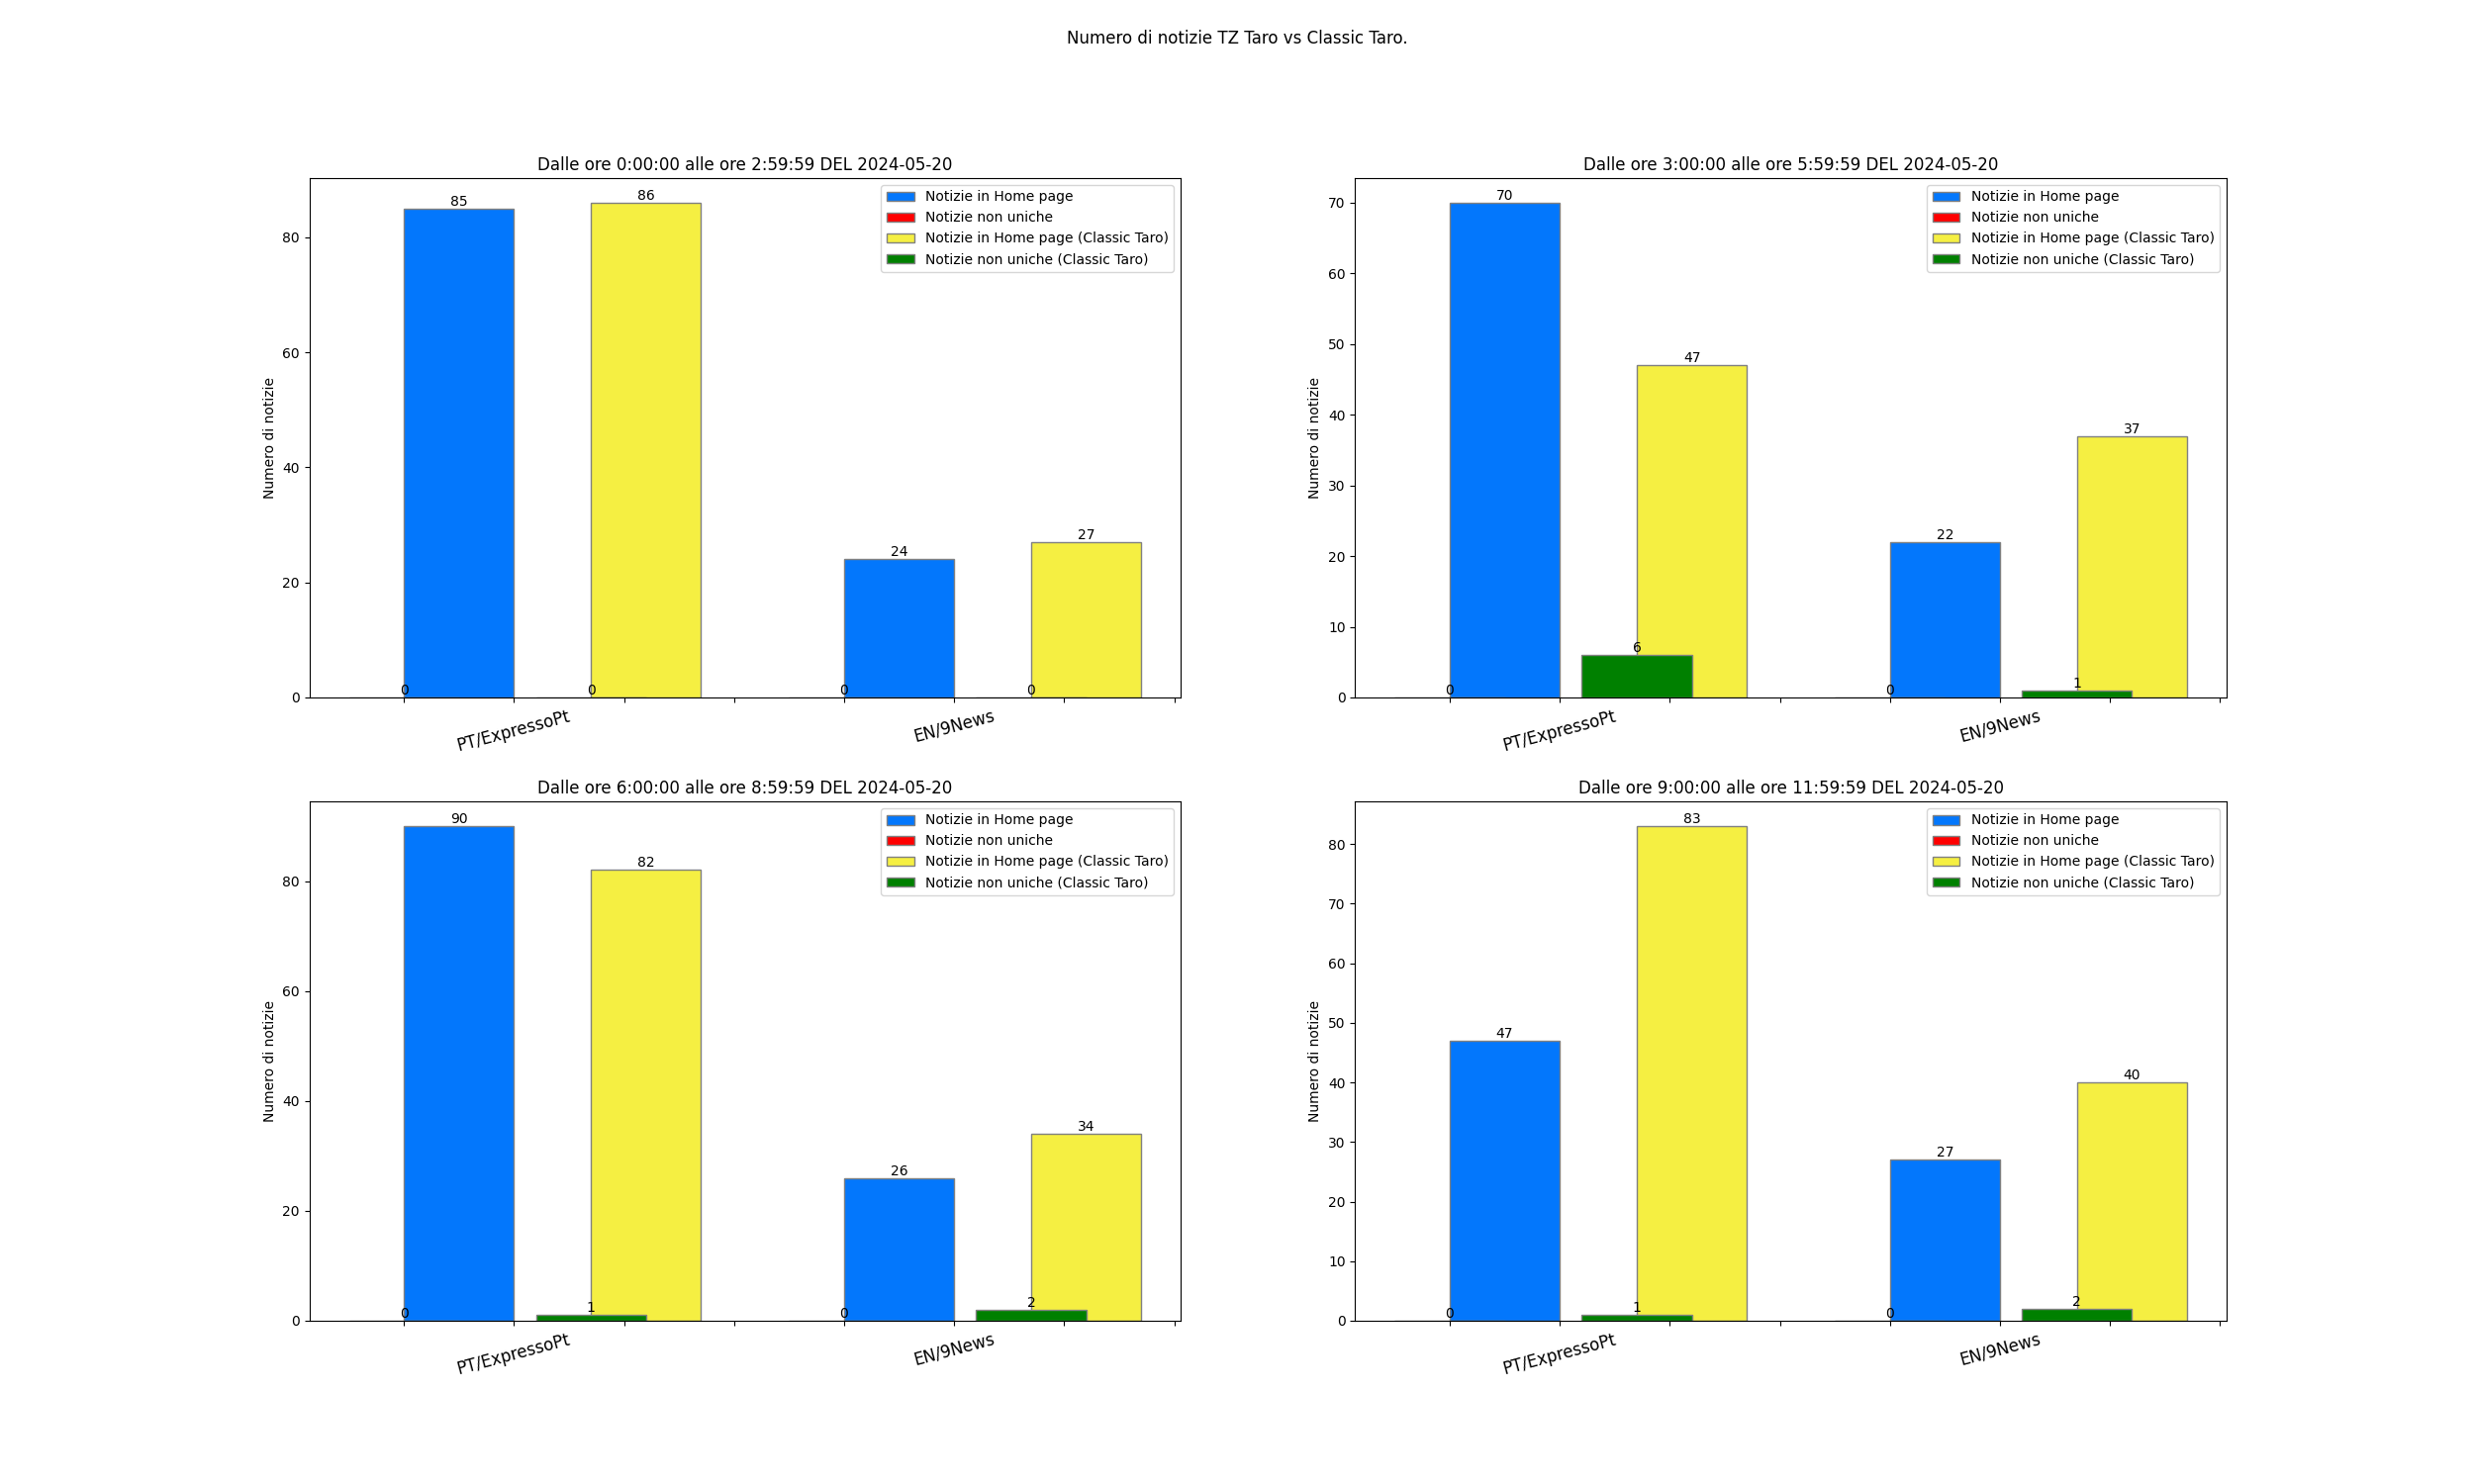 Numero di notizie TZ Taro vs Classic Taro.
Dalle ore 0:00:00 alle ore 2:59:59 DEL 2024-05-20
Numero di notizie
80
60
40
20
0
85
86
24
27
0
0
0
0
Notizie in Home page
Notizie non uniche
Notizie in Home page (Classic Taro)
Notizie non uniche (Classic Taro)
PT/ExpressoPt
EN/9News
Dalle ore 3:00:00 alle ore 5:59:59 DEL 2024-05-20
Numero di notizie
70
60
50
40
30
20
10
0
70
47
22
37
0
6
0
1
Notizie in Home page
Notizie non uniche
Notizie in Home page (Classic Taro)
Notizie non uniche (Classic Taro)
PT/ExpressoPt
EN/9News
Dalle ore 6:00:00 alle ore 8:59:59 DEL 2024-05-20
Numero di notizie
80
60
40
20
0
90
82
26
34
0
1
0
2
Notizie in Home page
Notizie non uniche
Notizie in Home page (Classic Taro)
Notizie non uniche (Classic Taro)
PT/ExpressoPt
EN/9News
Dalle ore 9:00:00 alle ore 11:59:59 DEL 2024-05-20
Numero di notizie
80
70
60
50
40
30
20
10
0
47
83
27
40
0
1
0
2
Notizie in Home page
Notizie non uniche
Notizie in Home page (Classic Taro)
Notizie non uniche (Classic Taro)
PT/ExpressoPt
EN/9News